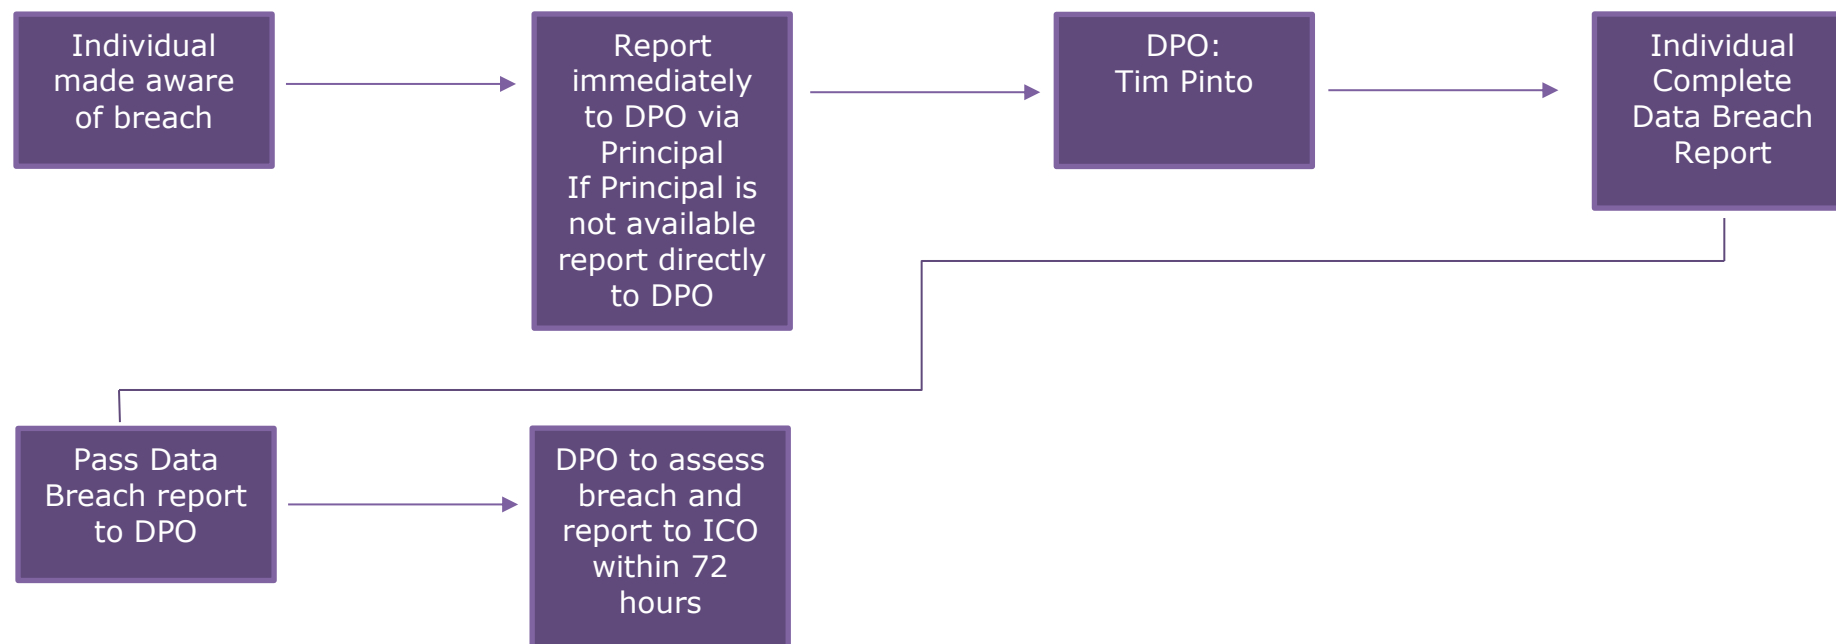 Individual
made aware
of breach
Report
immediately
to DPO via
Principal
If Principal is
not available
report directly
to DPO
DPO:
Tim Pinto
Individual
Complete
Data Breach
Report
Pass Data
Breach report
to DPO
DPO to assess
breach and
report to ICO
within 72
hours